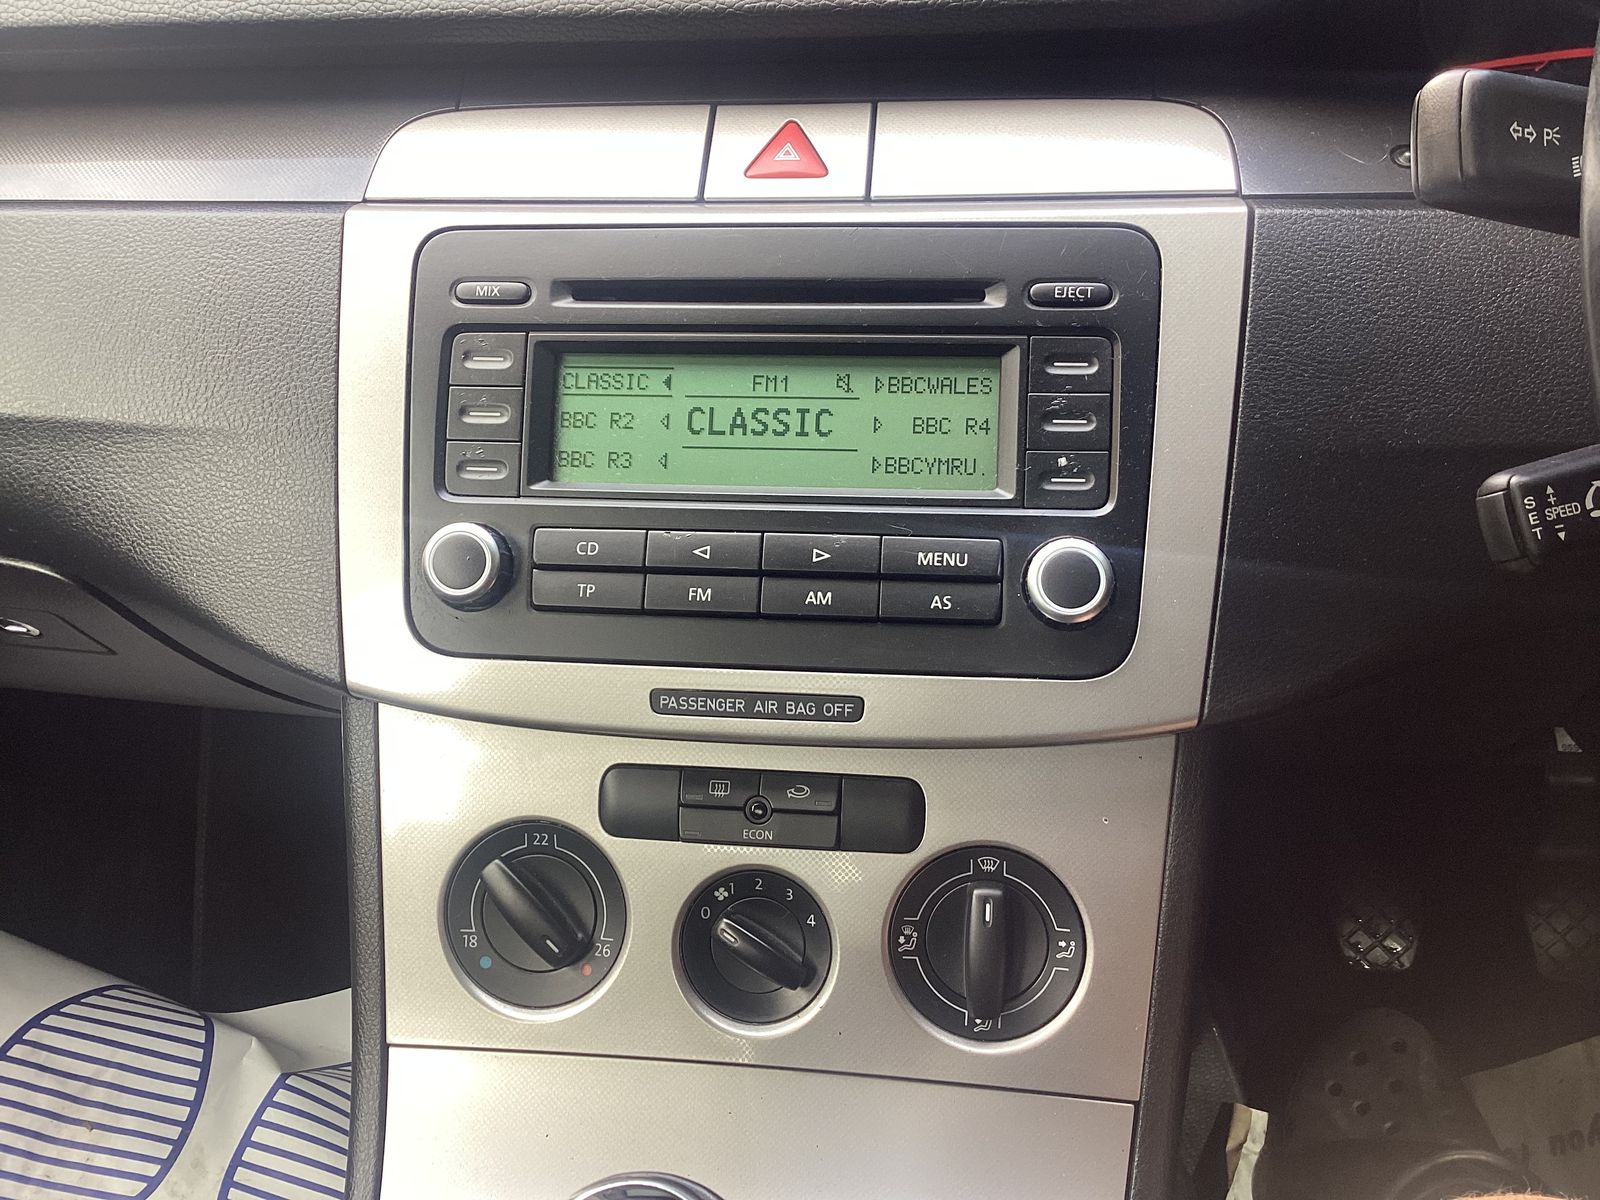 P
MIX
EJECT
CLASSIC
FM1
BBCWALES
BBC R2
CLASSIC
BBC R4
BBC R3
BBCYMRU.
SET
+
SPEED
-
CD
MENU
TP
FM
AM
AS
PASSENGER AIR BAG OFF
ECON
22
18
26
0
1
2
3
4
you